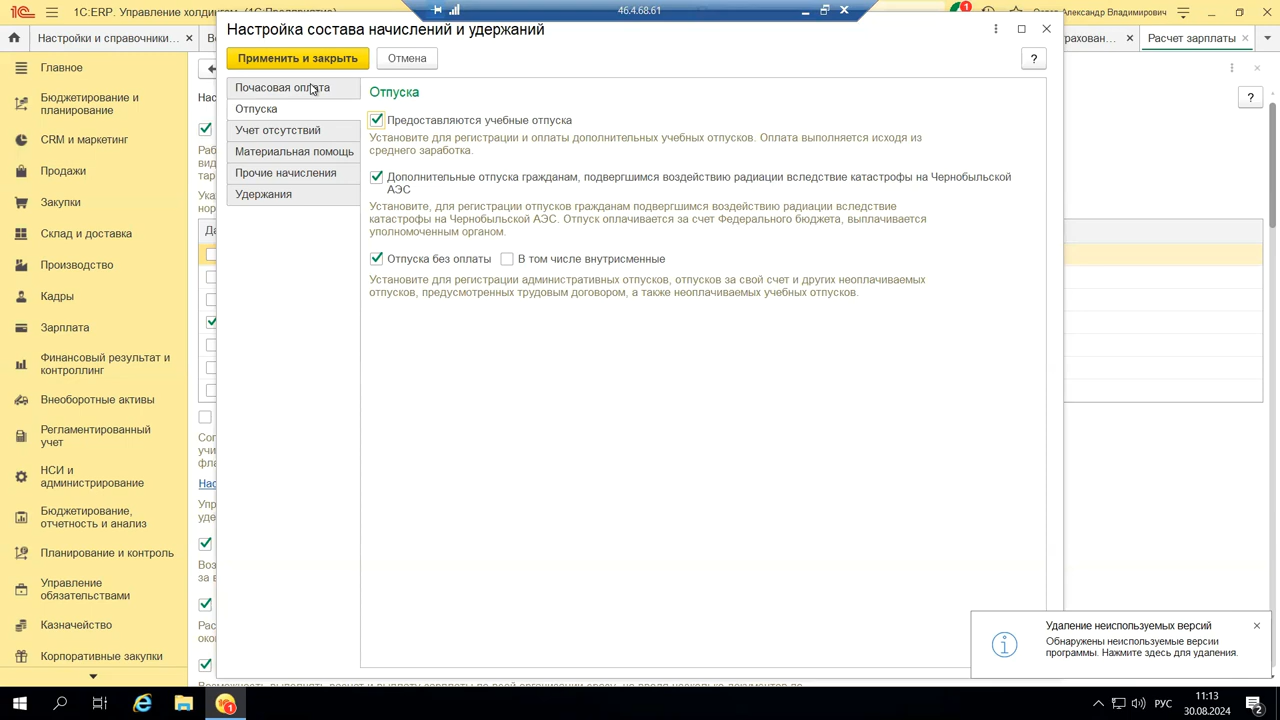 1С:ERP. Управление холдингом
46.4.68.61
Александр Владимирович
Настройки и справочники...
Расчет зарплаты
Настройка состава начислений и удержаний
Применить и закрыть
Отмена
?
?
Главное
Бюджетирование и
планирование
CRM и маркетинг
Продажи
Закупки
Склад и доставка
Производство
Кадры
Зарплата
Финансовый результат и
контроллинг
Внеоборотные активы
Регламентированный
учет
НСИ и
администрирование
Бюджетирование,
отчетность и анализ
Планирование и контроль
Управление
обязательствами
Казначейство
Корпоративные закупки
Почасовая оплата
Отпуска
Учет отсутствий
Материальная помощь
Прочие начисления
Удержания
Отпуска
Предоставляются учебные отпуска
Установите для регистрации и оплаты дополнительных учебных отпусков. Оплата выполняется исходя из
среднего заработка.
Дополнительные отпуска гражданам, подвергшимся воздействию радиации вследствие катастрофы на Чернобыльской
АЭС
Установите, для регистрации отпусков гражданам подвергшимся воздействию радиации вследствие
катастрофы на Чернобыльской АЭС. Отпуск оплачивается за счет Федерального бюджета, выплачивается
уполномоченным органом.
Отпуска без оплаты
В том числе внутрисменные
Установите для регистрации административных отпусков, отпусков за свой счет и других неоплачиваемых
отпусков, предусмотренных трудовым договором, а также неоплачиваемых учебных отпусков.
Удаление неиспользуемых версий
Обнаружены неиспользуемые версии
программы. Нажмите здесь для удаления.
РУС
11:13
30.08.2024
2